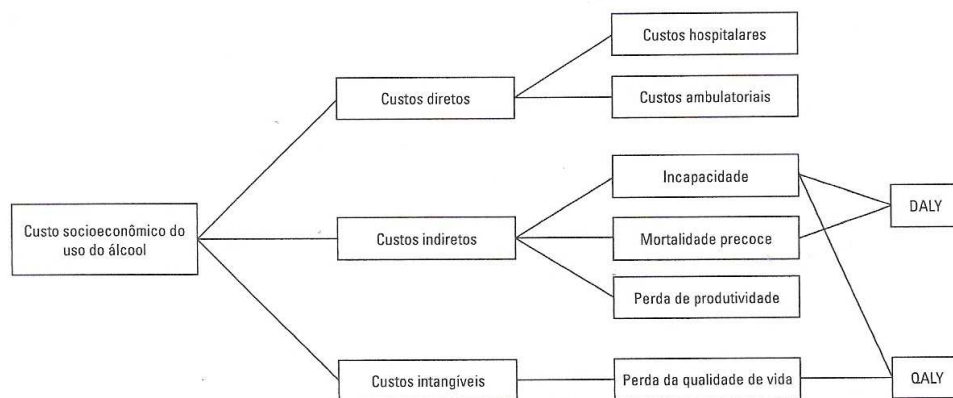 Custos hospitalares
Custos diretos
Custos ambulatoriais
Incapacidade
DALY
Custo socioeconômico do
uso do álcool
Custos indiretos
Mortalidade precoce
Perda de produtividade
Custos intangíveis
Perda da qualidade de vida
QALY